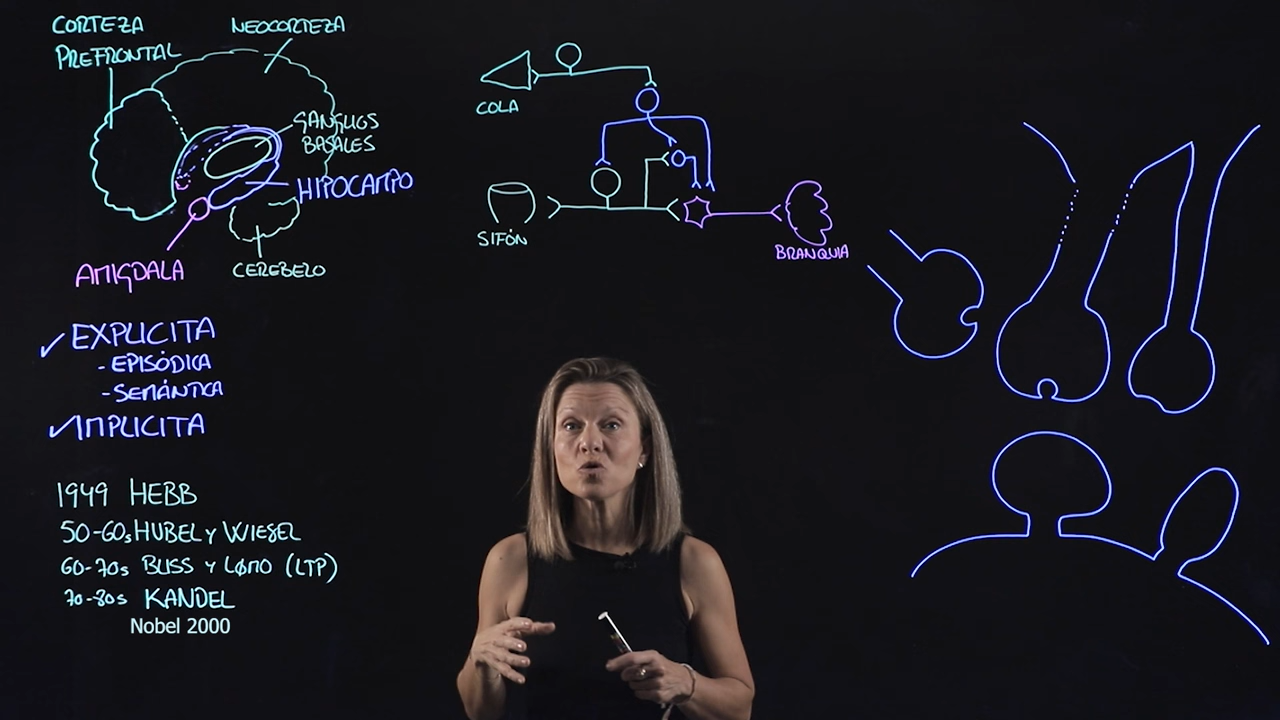 CORTEZA
PREFRONTAL
NEOCORTEZA
GANGLIOS
BASALES
HIPOCAMPO
AMIGDALA
CEREBELO
COLA
SIFÓN
BRANQUIA
EXPLICITA
- EPISÓDICA
- SEMÁNTICA
IMPLICITA
1949 HEBB
50-60s HUBEL y WIESEL
60-70s BLISS y LØMO (LTP)
70-80s KANDEL
Nobel 2000